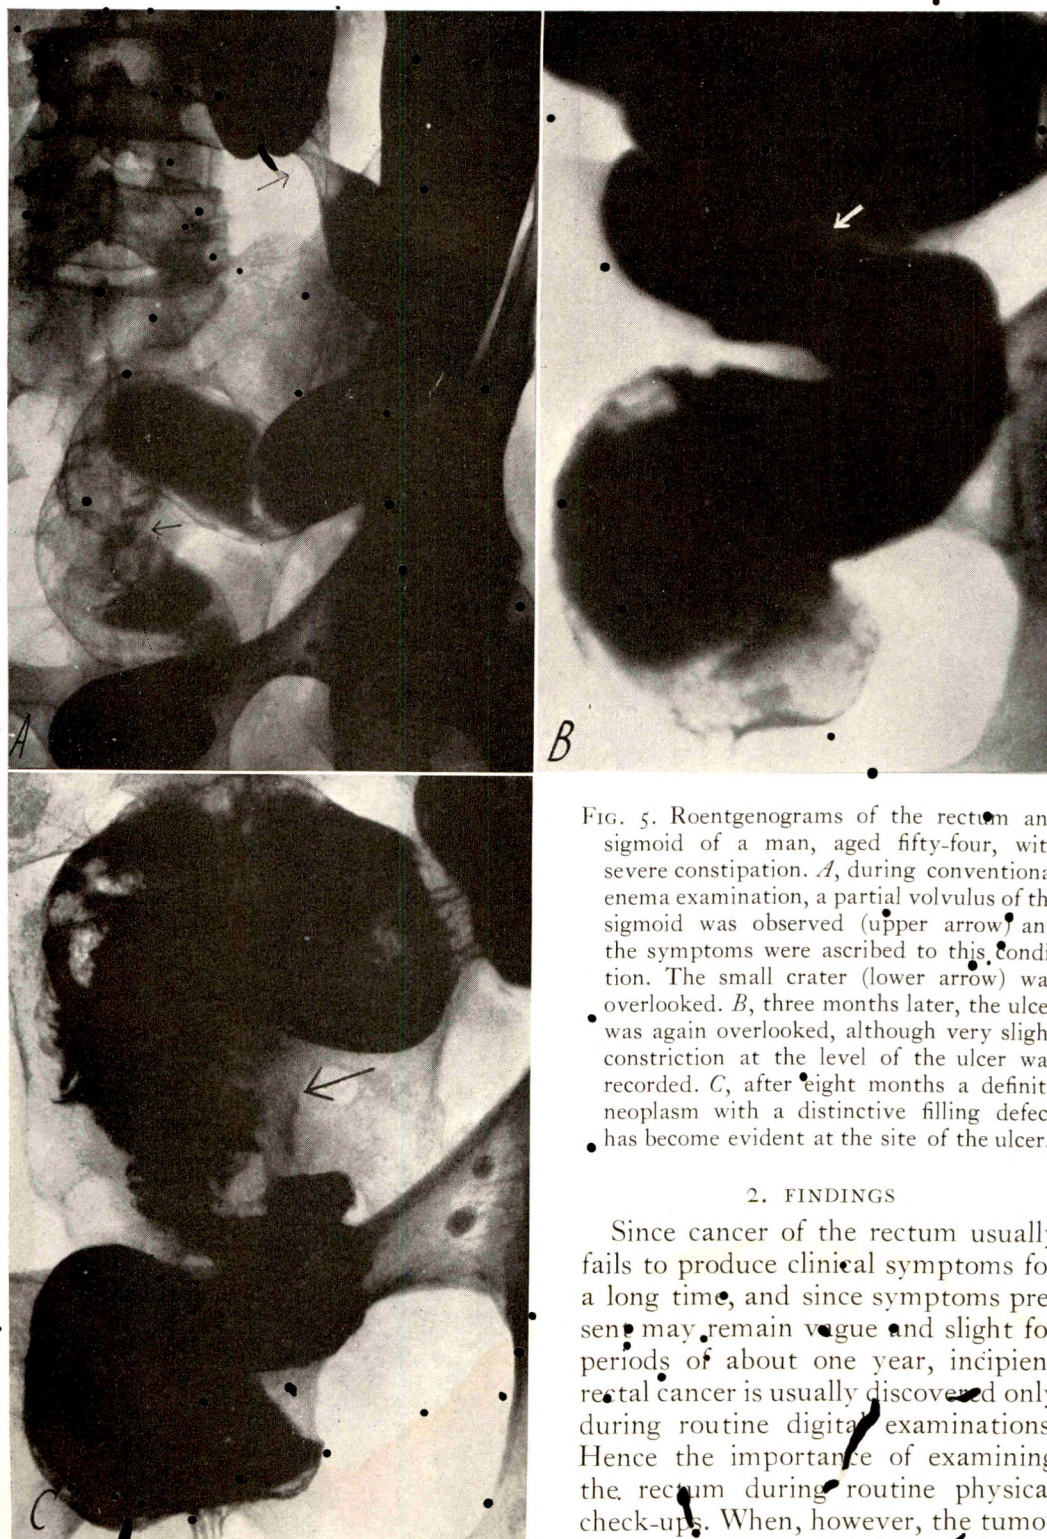 A
B
C
FIG. 5. Roentgenograms of the rectum an
sigmoid of a man, aged fifty-four, wit
severe constipation. A, during conventiona
enema examination, a partial volvulus of th
sigmoid was observed (upper arrow) an
the symptoms were ascribed to this condi
tion. The small crater (lower arrow) wa
overlooked. B, three months later, the ulce
was again overlooked, although very sligh
constriction at the level of the ulcer wa
recorded. C, after eight months a definit
neoplasm with a distinctive filling defec
has become evident at the site of the ulcer.
2. FINDINGS
Since cancer of the rectum usuall
fails to produce clinical symptoms fo
a long time, and since symptoms pre
sent may remain vague and slight fo
periods of about one year, incipien
rectal cancer is usually discovered onl
during routine digital examinations
Hence the importance of examining
the rectum during routine physica
check-ups. When, however, the tumo